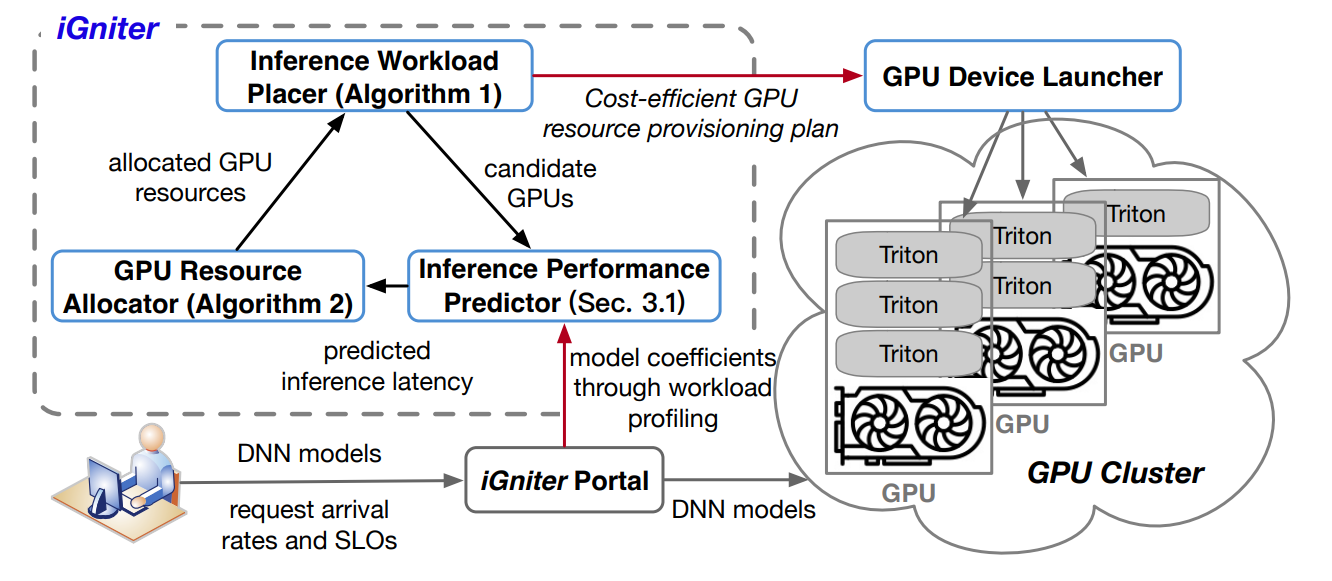 iGniter
Inference Workload
Placer (Algorithm 1)
GPU Device Launcher
Cost-efficient GPU
resource provisioning plan
allocated GPU
resources
candidate
GPUs
GPU Resource
Allocator (Algorithm 2)
Inference Performance
Predictor (Sec. 3.1)
predicted
inference latency
model coefficients
through workload
profiling
Triton
Triton
Triton
Triton
Triton
Triton
GPU
GPU
GPU
GPU Cluster
DNN models
request arrival
rates and SLOs
iGniter Portal
DNN models